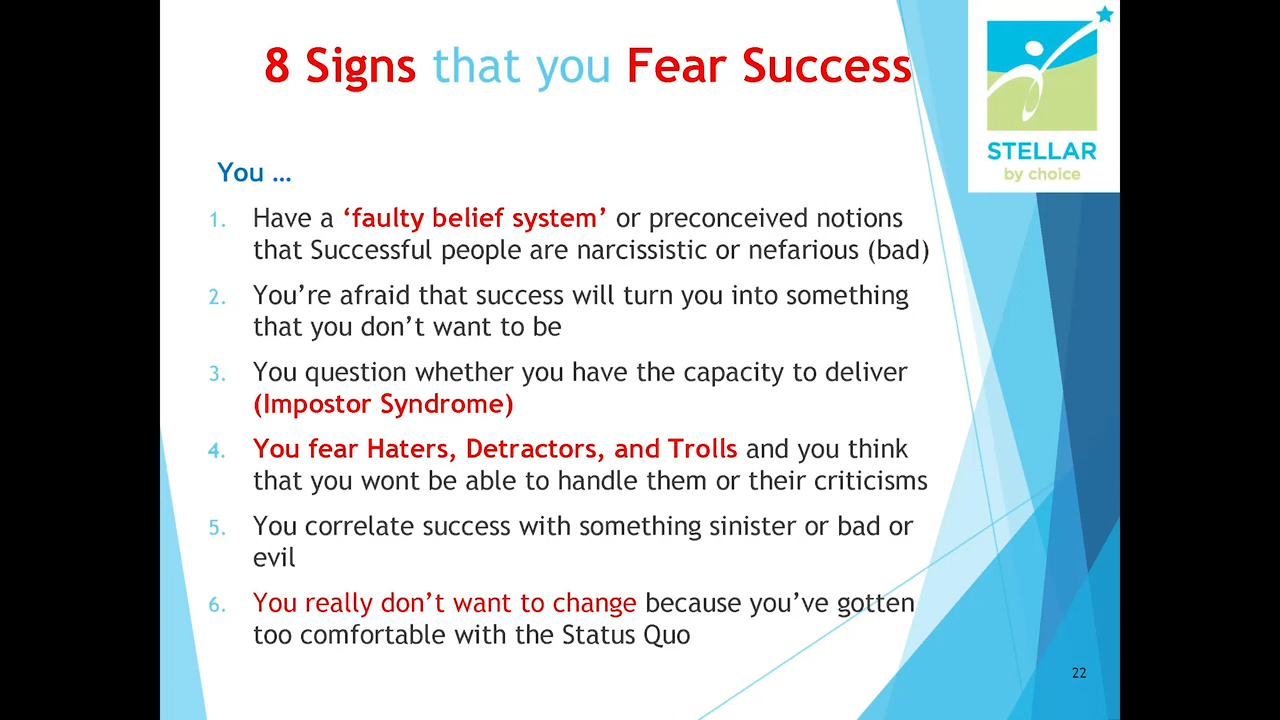 8 Signs that you Fear Success
STELLAR
by choice
You ...
1. Have a ‘faulty belief system’ or preconceived notions
that Successful people are narcissistic or nefarious (bad)
2. You’re afraid that success will turn you into something
that you don’t want to be
3. You question whether you have the capacity to deliver
(Impostor Syndrome)
4. You fear Haters, Detractors, and Trolls and you think
that you wont be able to handle them or their criticisms
5. You correlate success with something sinister or bad or
evil
6. You really don’t want to change because you’ve gotten
too comfortable with the Status Quo
22